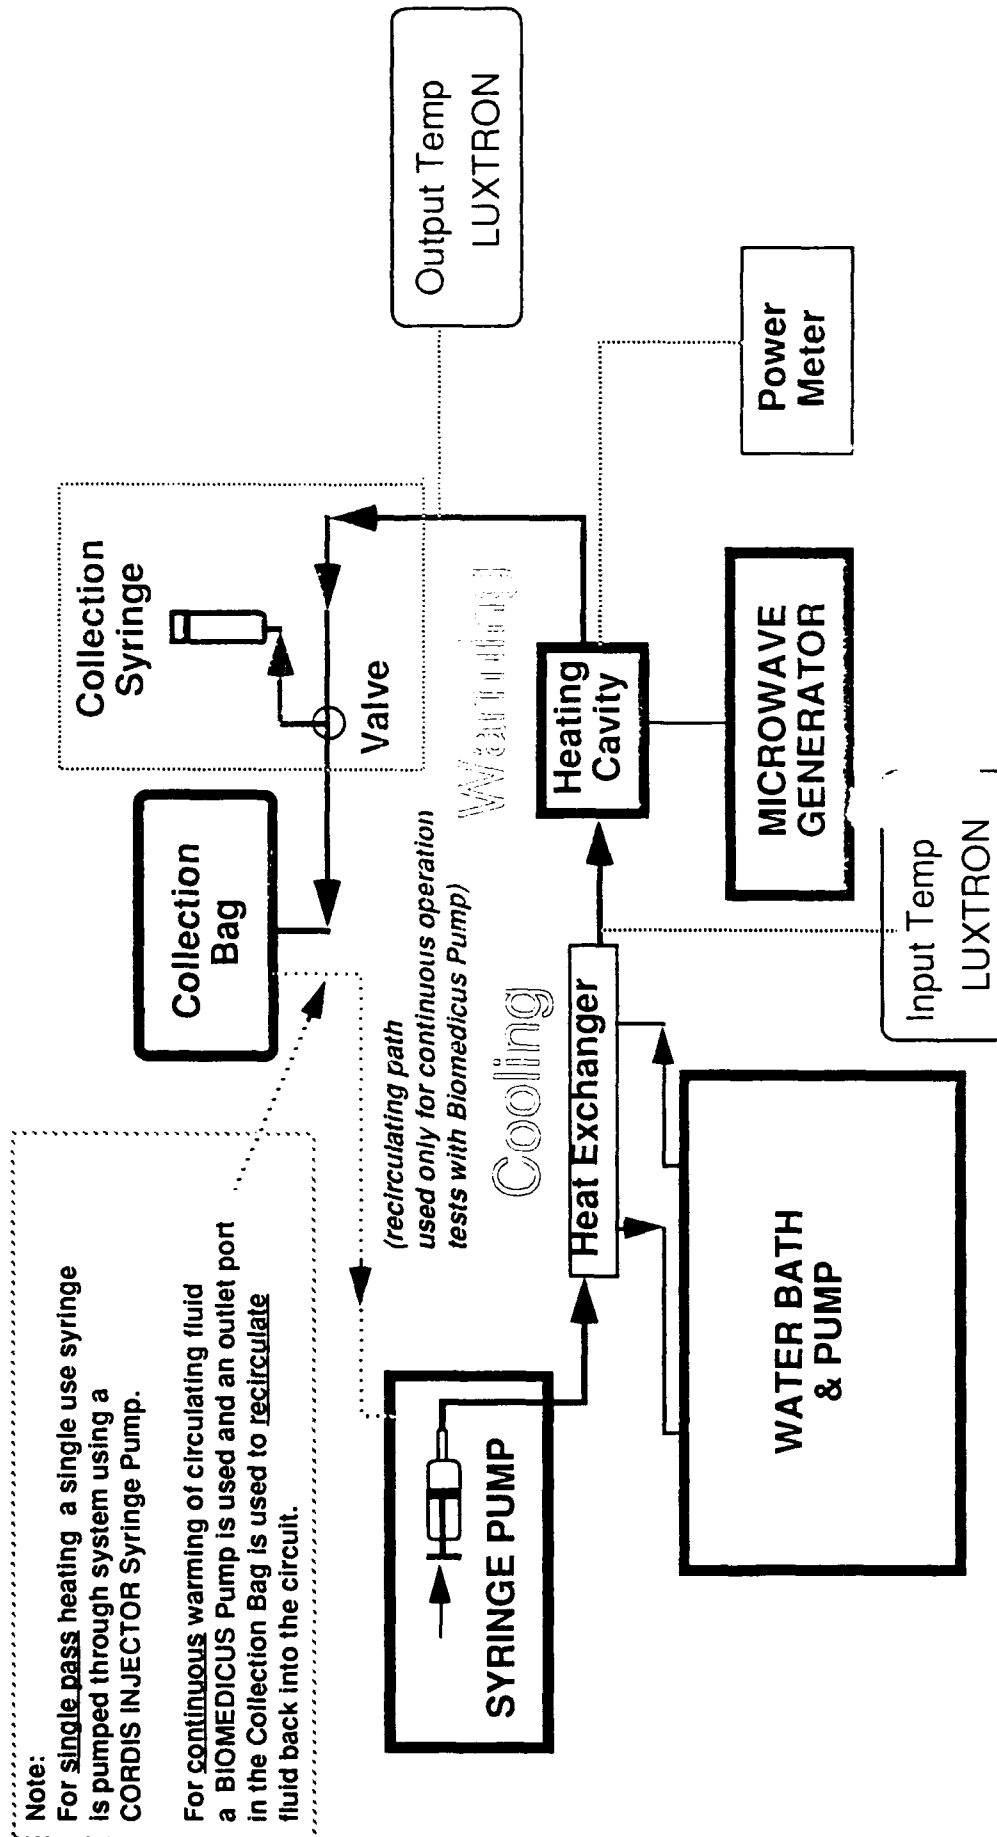 Note:
For single pass heating a single use syringe
is pumped through system using a
CORDIS INJECTOR Syringe Pump.
For continuous warming of circulating fluid
a BIOMEDICUS Pump is used and an outlet port
in the Collection Bag is used to recirculate
fluid back into the circuit.
Collection
Bag
Collection
Syringe
Valve
Output Temp
LUXTRON
(recirculating path
used only for continuous operation
tests with Biomedicus Pump)
Cooling
Warming
SYRINGE PUMP
Heat Exchanger
Heating
Cavity
Power
Meter
WATER BATH
& PUMP
MICROWAVE
GENERATOR
Input Temp
LUXTRON